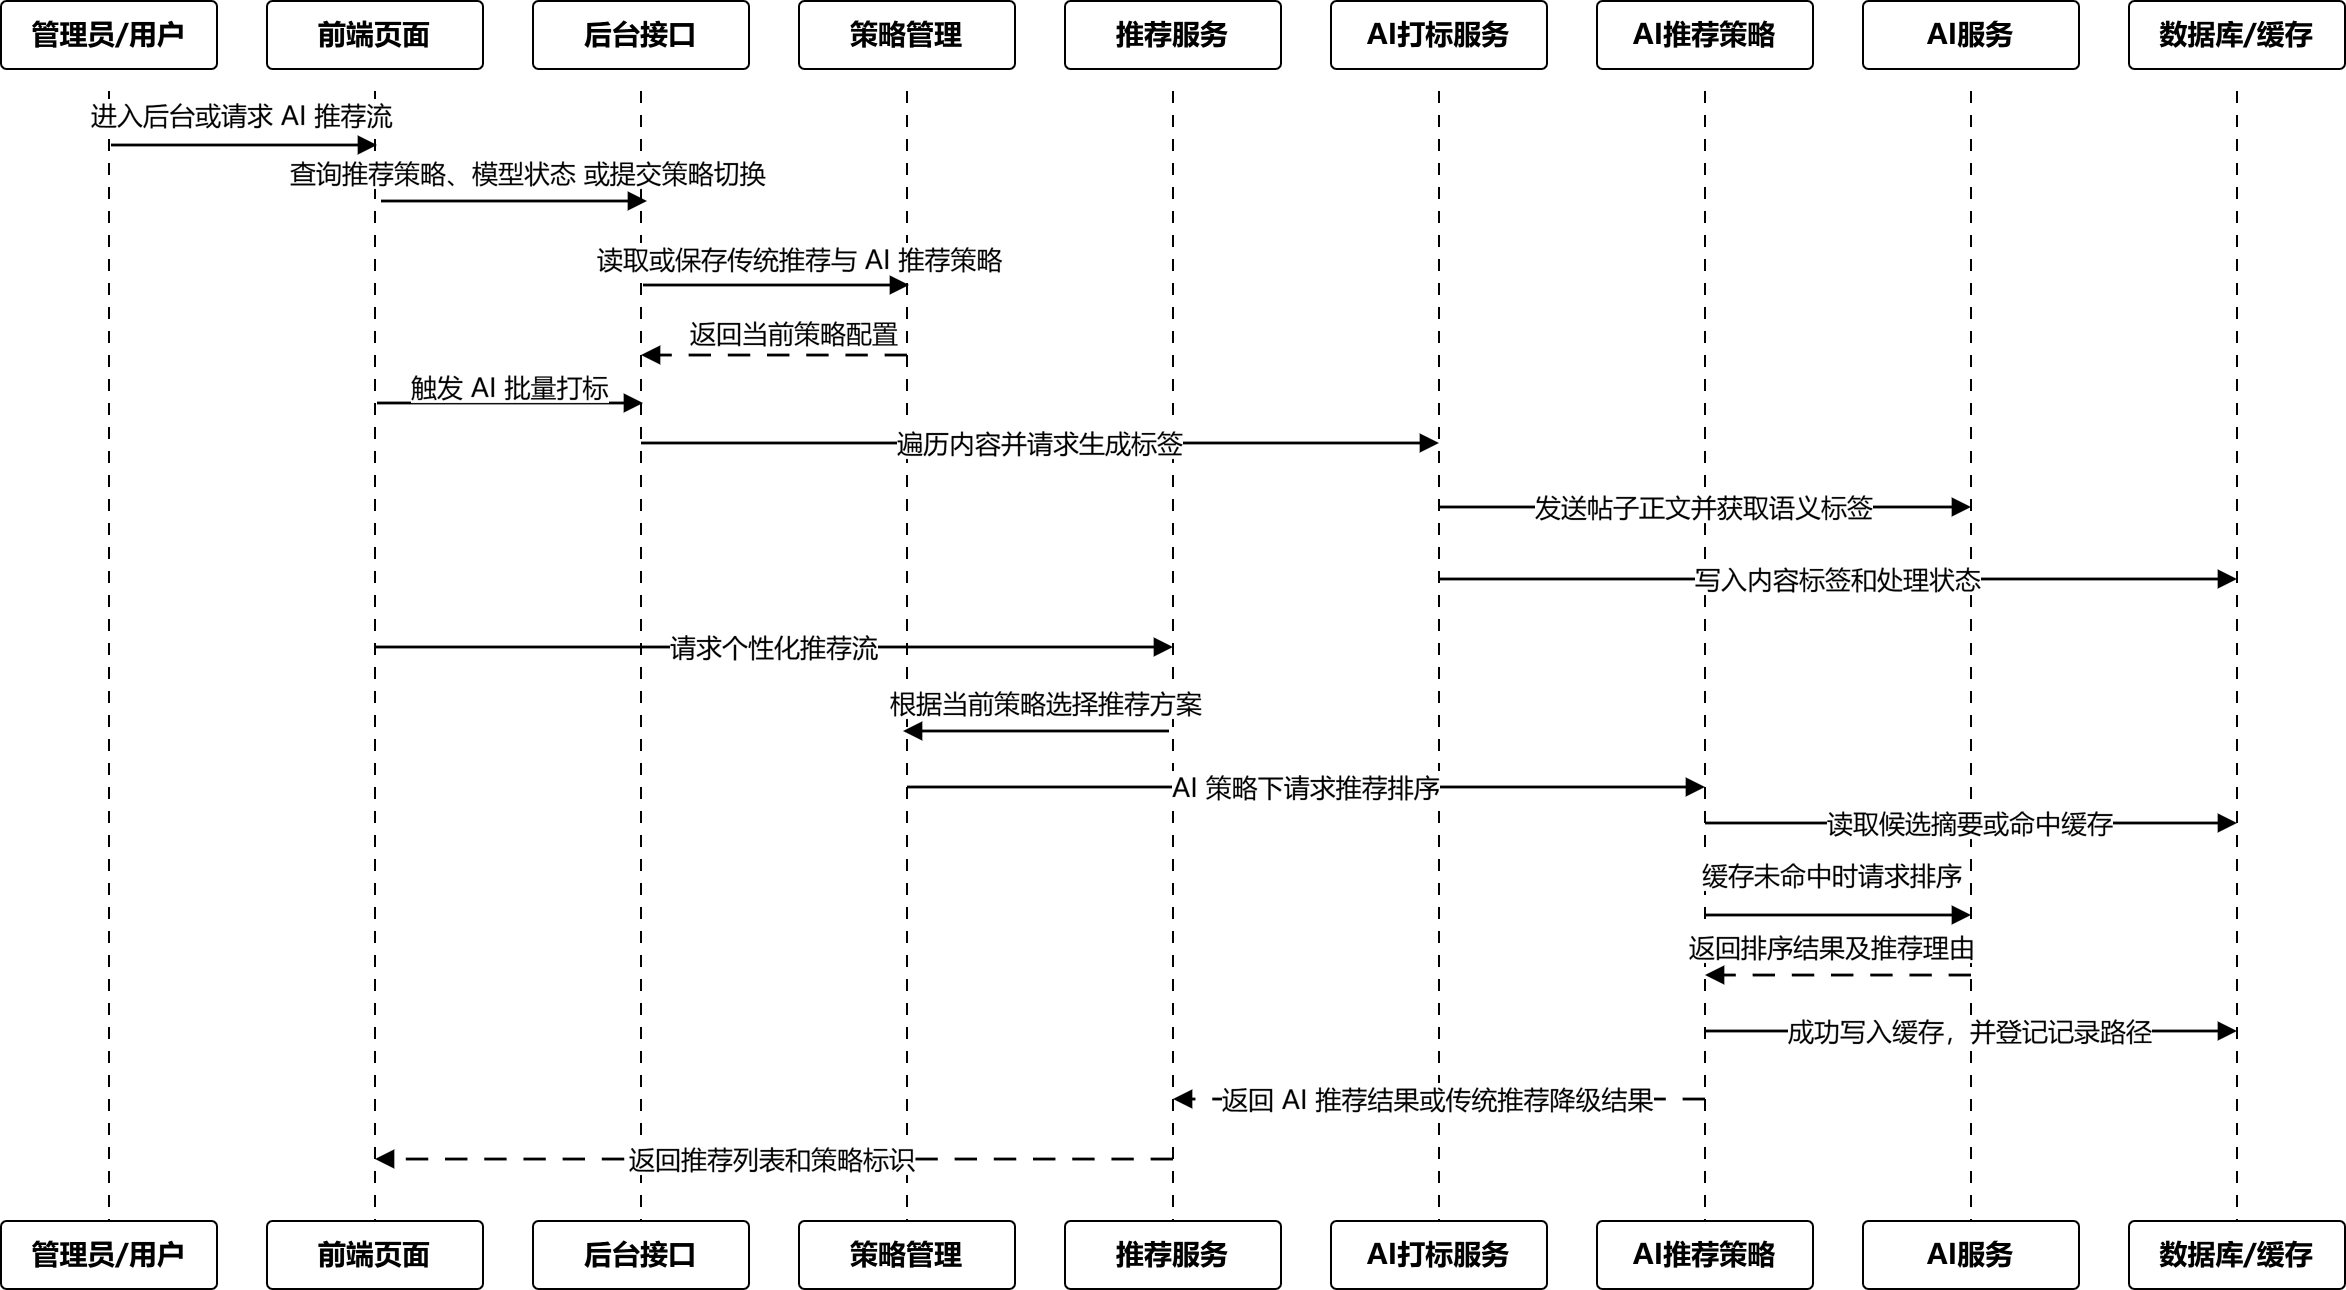 管理员/用户
前端页面
后台接口
策略管理
推荐服务
AI打标服务
AI推荐策略
AI服务
数据库/缓存
进入后台或请求 AI 推荐流
查询推荐策略、模型状态 或提交策略切换
读取或保存传统推荐与 AI 推荐策略
返回当前策略配置
触发 AI 批量打标
遍历内容并请求生成标签
发送帖子正文并获取语义标签
写入内容标签和处理状态
请求个性化推荐流
根据当前策略选择推荐方案
AI 策略下请求推荐排序
读取候选摘要或命中缓存
缓存未命中时请求排序
返回排序结果及推荐理由
成功写入缓存，并登记记录路径
返回 AI 推荐结果或传统推荐降级结果
返回推荐列表和策略标识
管理员/用户
前端页面
后台接口
策略管理
推荐服务
AI打标服务
AI推荐策略
AI服务
数据库/缓存